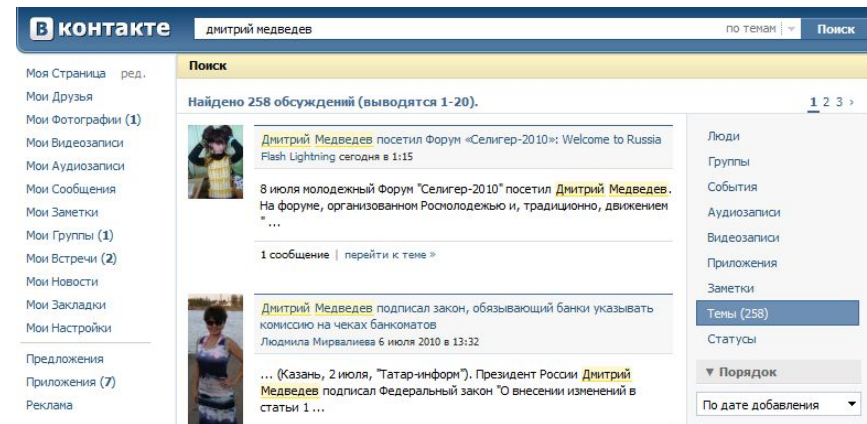 В контакте
дмитрий медведев
по темам
Поиск
Моя Страница ред.
Мои Друзья
Мои Фотографии (1)
Мои Видеозаписи
Мои Аудиозаписи
Мои Сообщения
Мои Заметки
Мои Группы (1)
Мои Встречи (2)
Мои Новости
Мои Закладки
Мои Настройки
Предложения
Приложения (7)
Реклама
Поиск
Найдено 258 обсуждений (выводятся 1-20).
1 2 3 ›
Дмитрий Медведев посетил Форум «Селигер-2010»: Welcome to Russia
Flash Lightning сегодня в 1:15
8 июля молодежный Форум "Селигер-2010" посетил Дмитрий Медведев.
На форуме, организованном Росмолодежью и, традиционно, движением
" ...
1 сообщение | перейти к теме »
Дмитрий Медведев подписал закон, обязывающий банки указывать
комиссию на чеках банкоматов
Людмила Мирвалиева 6 июля 2010 в 13:32
... (Казань, 2 июля, "Татар-информ"). Президент России Дмитрий
Медведев подписал Федеральный закон "О внесении изменений в
статьи 1 ...
Люди
Группы
События
Аудиозаписи
Видеозаписи
Приложения
Заметки
Темы (258)
Статусы
▼ Порядок
По дате добавления